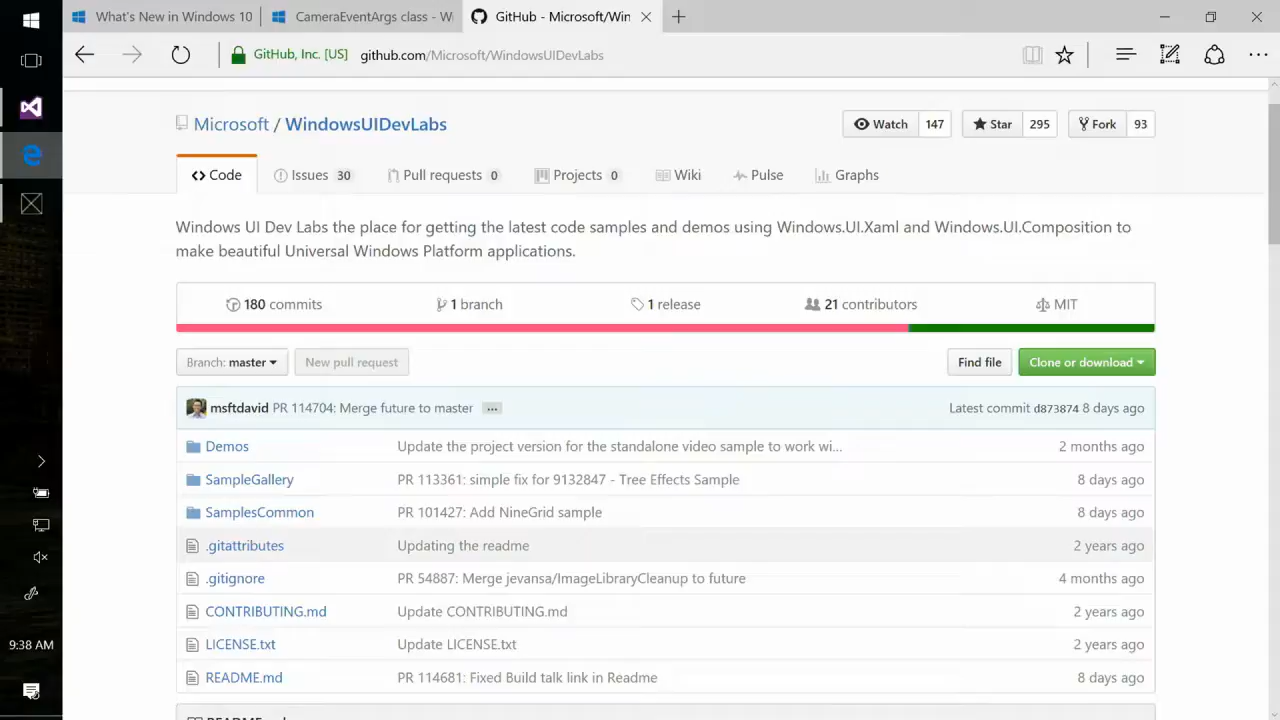 What's New in Windows 10
CameraEventArgs class - W
GitHub - Microsoft/Win
GitHub, Inc. [US]
github.com/Microsoft/WindowsUIDevLabs
Microsoft / WindowsUIDevLabs
Watch 147
Star 295
Fork 93
Code
Issues 30
Pull requests 0
Projects 0
Wiki
Pulse
Graphs
Windows UI Dev Labs the place for getting the latest code samples and demos using Windows.UI.Xaml and Windows.UI.Composition to
make beautiful Universal Windows Platform applications.
180 commits
1 branch
1 release
21 contributors
MIT
Branch: master
New pull request
Find file
Clone or download
msftdavid PR 114704: Merge future to master ... Latest commit d873874 8 days ago
Demos Update the project version for the standalone video sample to work wi... 2 months ago
SampleGallery PR 113361: simple fix for 9132847 - Tree Effects Sample 8 days ago
SamplesCommon PR 101427: Add NineGrid sample 8 days ago
.gitattributes Updating the readme 2 years ago
.gitignore PR 54887: Merge jevansa/ImageLibraryCleanup to future 4 months ago
CONTRIBUTING.md Update CONTRIBUTING.md 2 years ago
LICENSE.txt Update LICENSE.txt 2 years ago
README.md PR 114681: Fixed Build talk link in Readme 8 days ago
9:38 AM